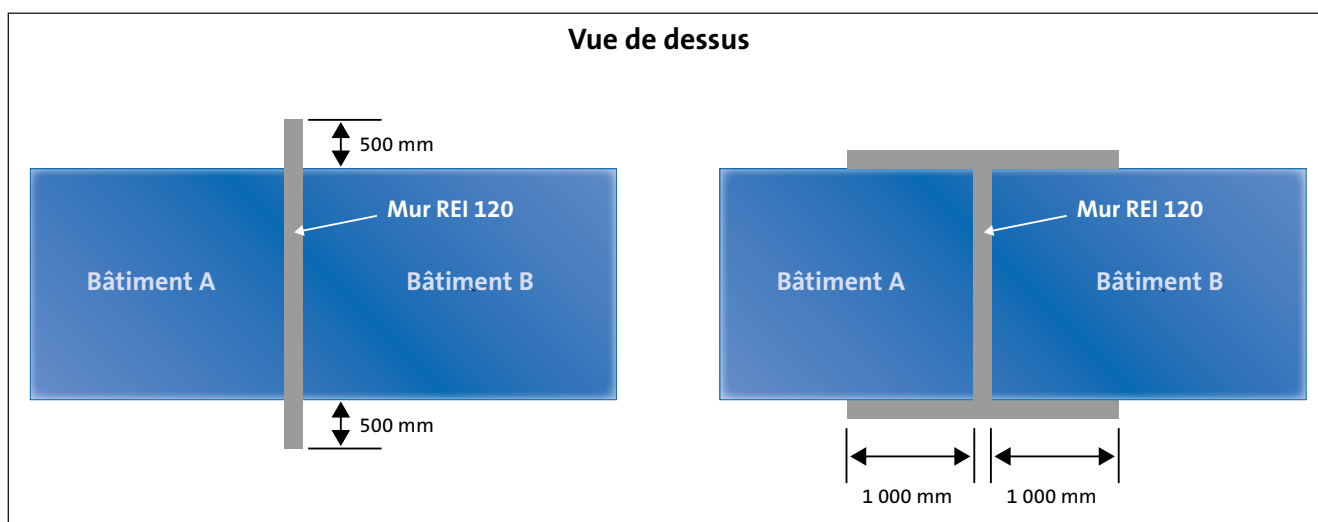 Vue de dessus
500 mm
Mur REI 120
Bâtiment A
Bâtiment B
500 mm
Mur REI 120
Bâtiment A
Bâtiment B
1 000 mm
1 000 mm